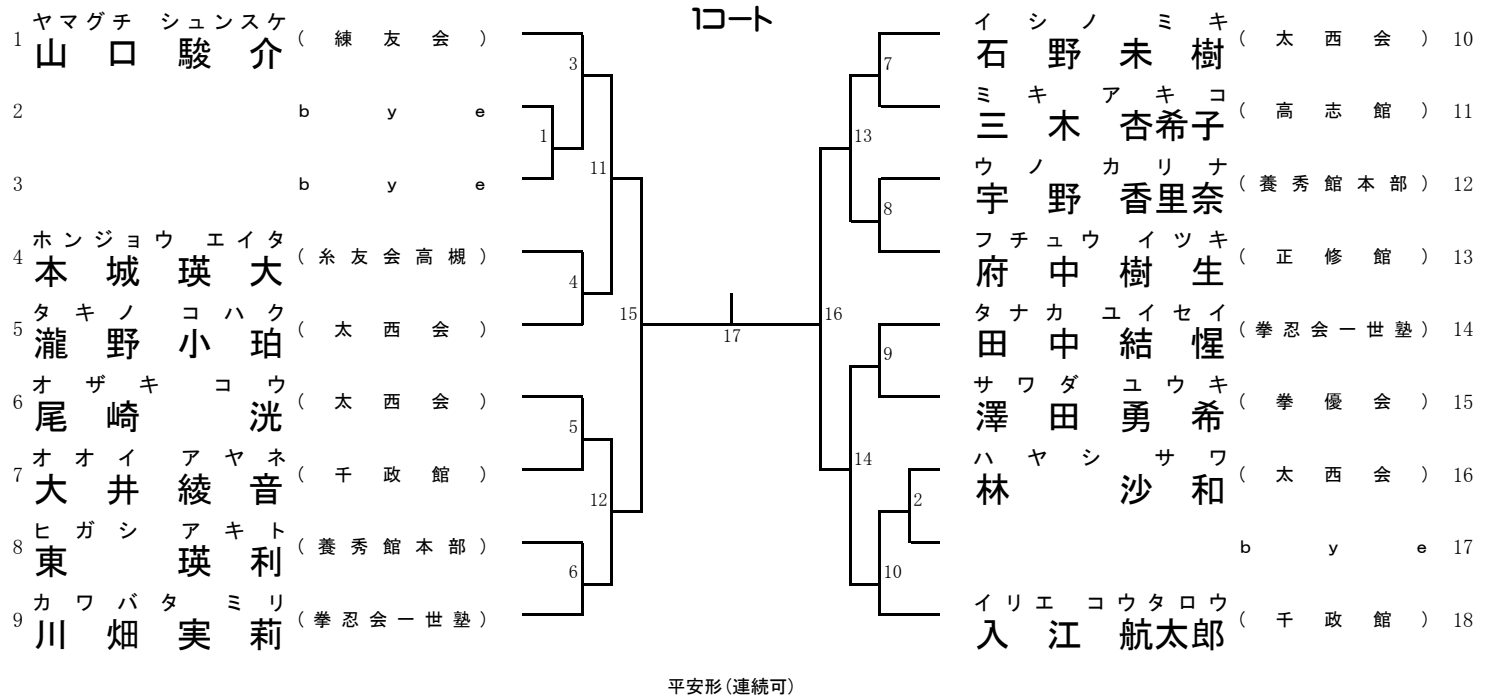 1コート
ヤマグチ シュンスケ
1 山口駿介 (練友会)
2 bye
3 bye
ホンジョウ エイタ
4 本城瑛大 (糸友会高槻)
タキノ コハク
5 瀧野小珀 (太西会)
オザキ コウ
6 尾崎洸 (太西会)
オオイ アヤネ
7 大井綾音 (千政館)
ヒガシ アキト
8 東瑛利 (養秀館本部)
カワバタ ミリ
9 川畑実莉 (拳忍会一世塾)
3
1
11
4
15
5
12
6
17
7
13
8
16
9
14
2
10
イシノ ミキ
石野未樹 (太西会) 10
ミキ アキコ
三木杏希子 (高志館) 11
ウノ カリナ
宇野香里奈 (養秀館本部) 12
フチュウ イツキ
府中樹生 (正修館) 13
タナカ ユイセイ
田中結惺 (拳忍会一世塾) 14
サワダ ユウキ
澤田勇希 (拳優会) 15
ハヤシ サワ
林沙和 (太西会) 16
bye 17
イリエ コウタロウ
入江航太郎 (千政館) 18
平安形(連続可)